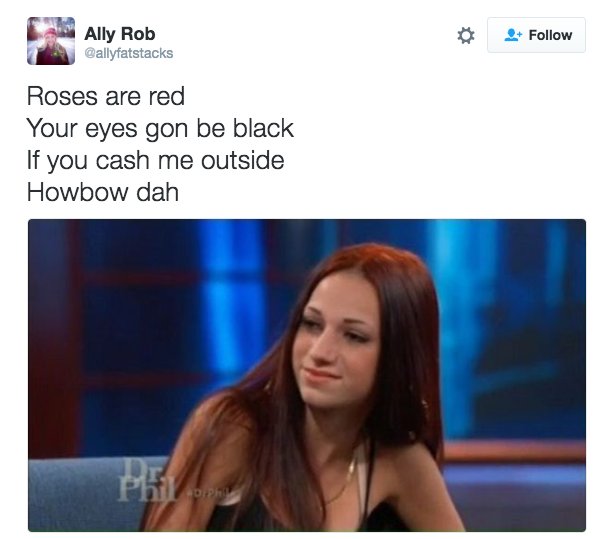 Ally Rob
@allyfatstacks
Follow
Roses are red
Your eyes gon be black
If you cash me outside
Howbow dah
Dr.
Phil
#DrPhil